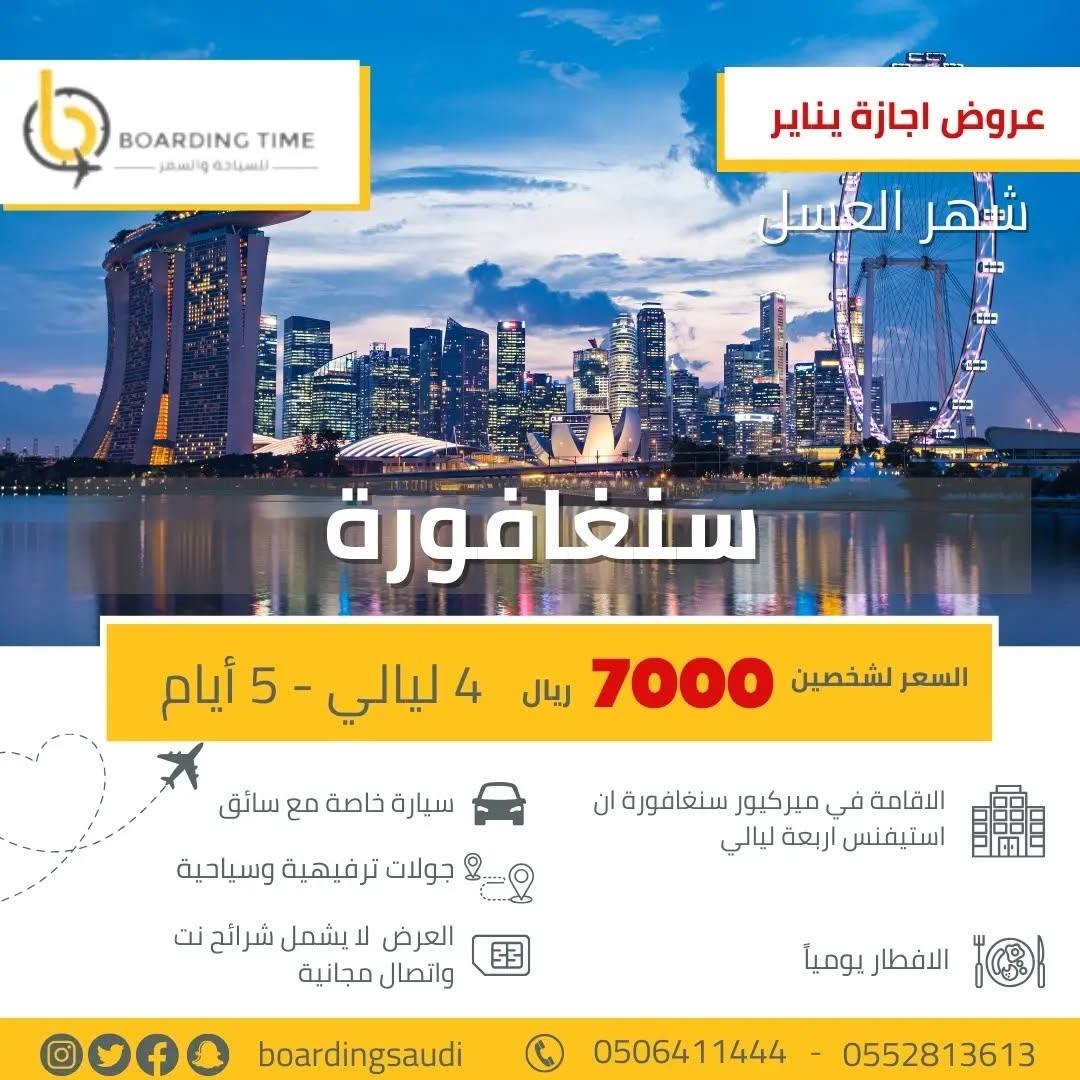 BOARDING TIME
للسياحة والسفر
عروض اجازة يناير
شهر العسل
سنغافورة
السعر لشخصين 7000 ريال 4 ليالي - 5 أيام
الاقامة في ميركيور سنغافورة ان
استيفنس اربعة ليالي
الافطار يومياً
سيارة خاصة مع سائق
جولات ترفيهية وسياحية
العرض لا يشمل شرائح نت
واتصال مجانية
boardingsaudi 0506411444 - 0552813613